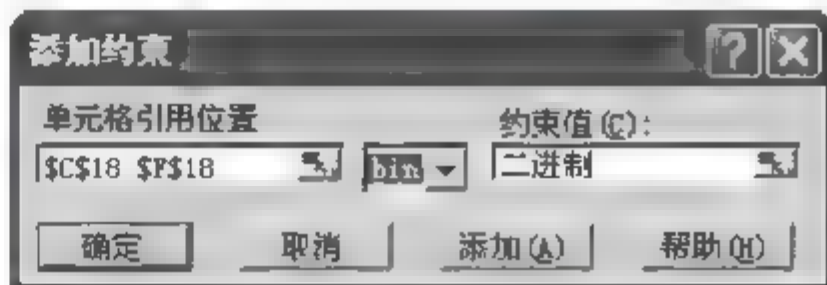 添加约束
单元格引用位置 约束值(C):
$C$18 $F$18 bin 二进制
确定 取消 添加(A) 帮助(H)